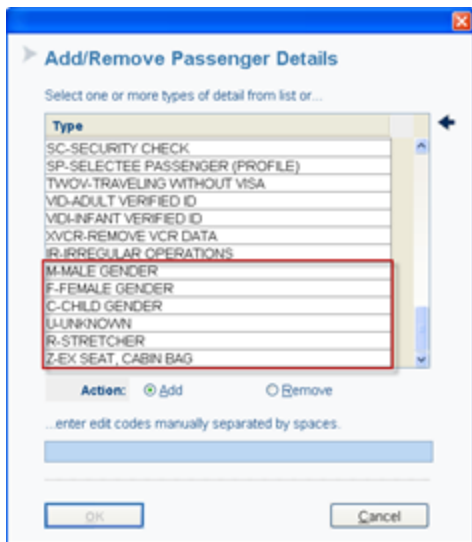 Add/Remove Passenger Details
Select one or more types of detail from list or...
Type
SC-SECURITY CHECK
SP-SELECTEE PASSENGER (PROFILE)
TWOV-TRAVELING WITHOUT VISA
VID-ADULT VERIFIED ID
VIDI-INFANT VERIFIED ID
XVCR-REMOVE VCR DATA
IR-IRREGULAR OPERATIONS
M-MALE GENDER
F-FEMALE GENDER
C-CHILD GENDER
U-UNKNOWN
R-STRETCHER
Z-EX SEAT, CABIN BAG
Action: Add Remove
...enter edit codes manually separated by spaces.
OK Cancel